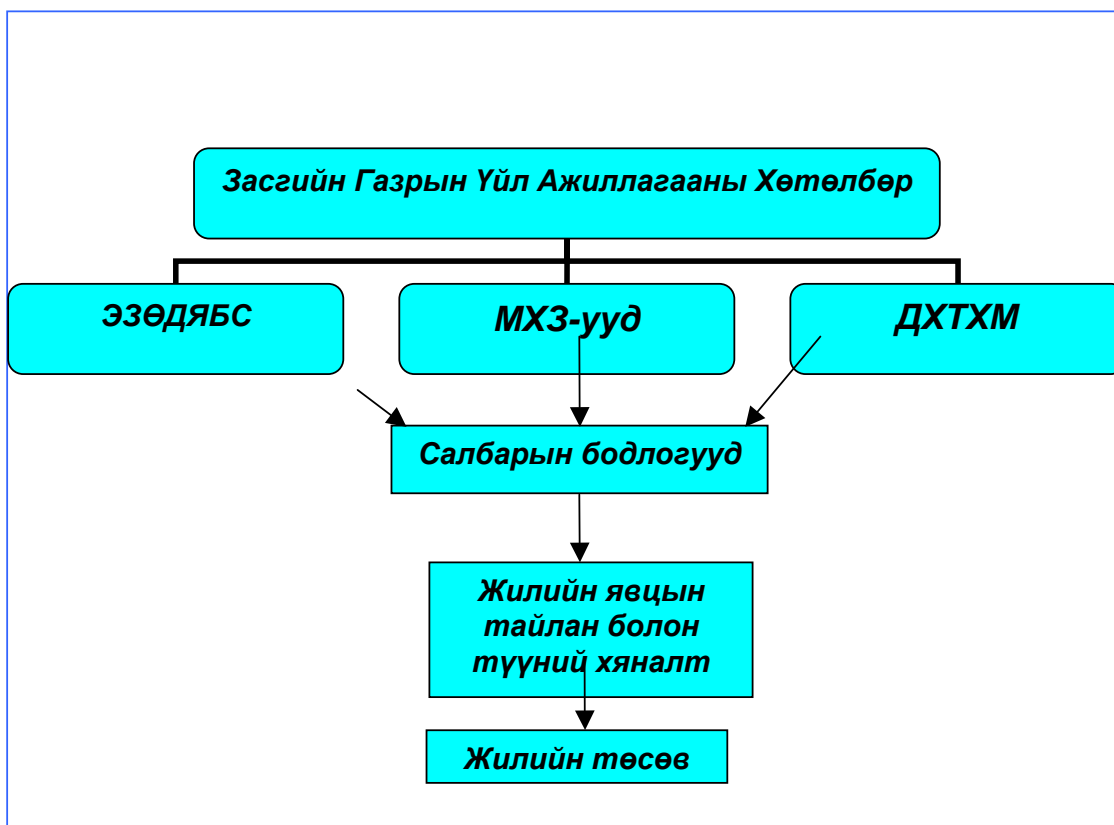 Засгийн Газрын Үйл Ажиллагааны Хөтөлбөр
ЭЗӨДЯБС
МХЗ-ууд
ДХТХМ
Салбарын бодлогууд
Жилийн явцын
тайлан болон
түүний хяналт
Жилийн төсөв